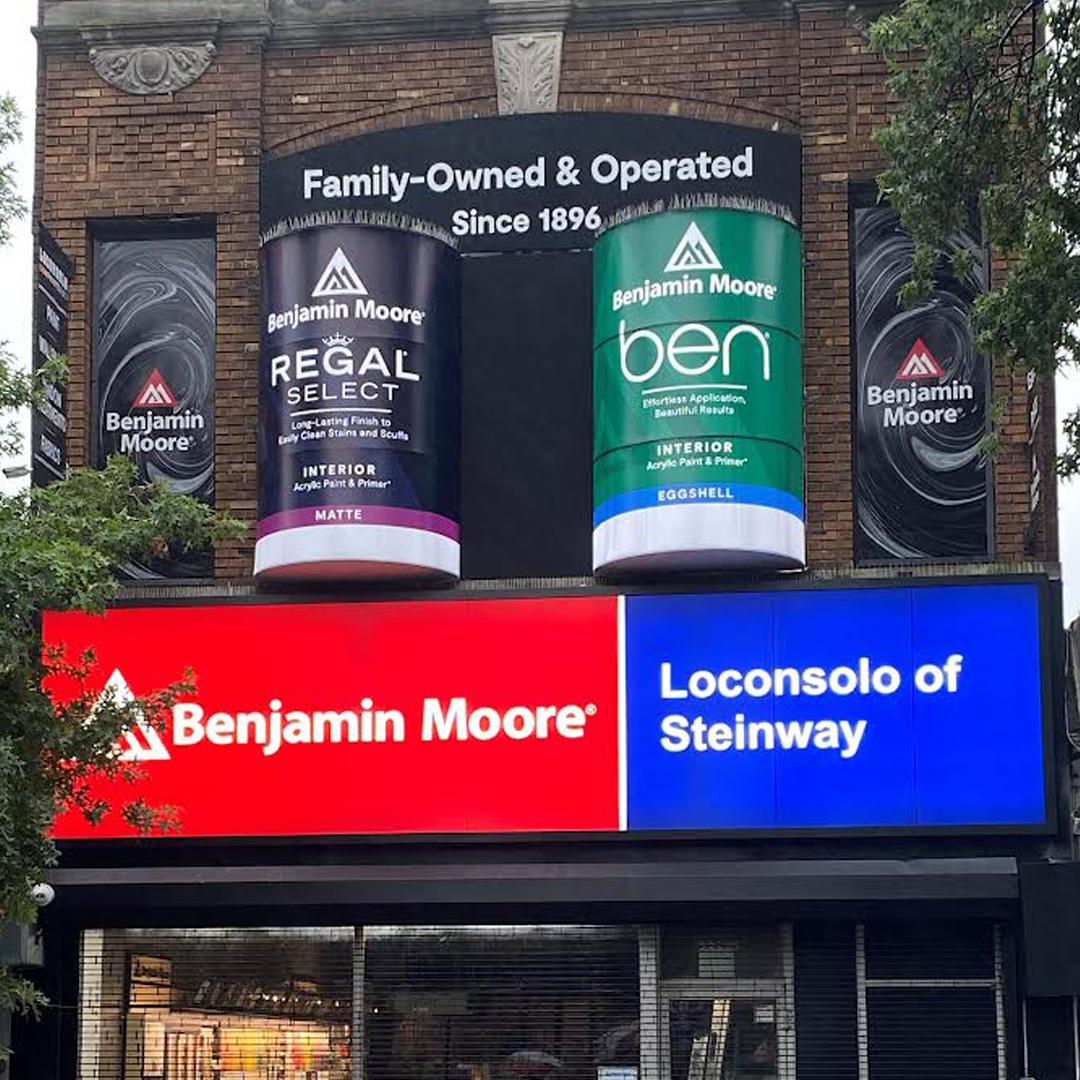 Family-Owned & Operated
Since 1896
Benjamin Moore®
REGAL®
SELECT
Long-Lasting Finish to
Easily Clean Stains and Scuffs
INTERIOR
Acrylic Paint & Primer*
MATTE
Benjamin Moore®
ben®
Effortless Application,
Beautiful Results
INTERIOR
Acrylic Paint & Primer*
EGGSHELL
Benjamin
Moore®
Benjamin
Moore®
Benjamin Moore®
Loconsolo of
Steinway